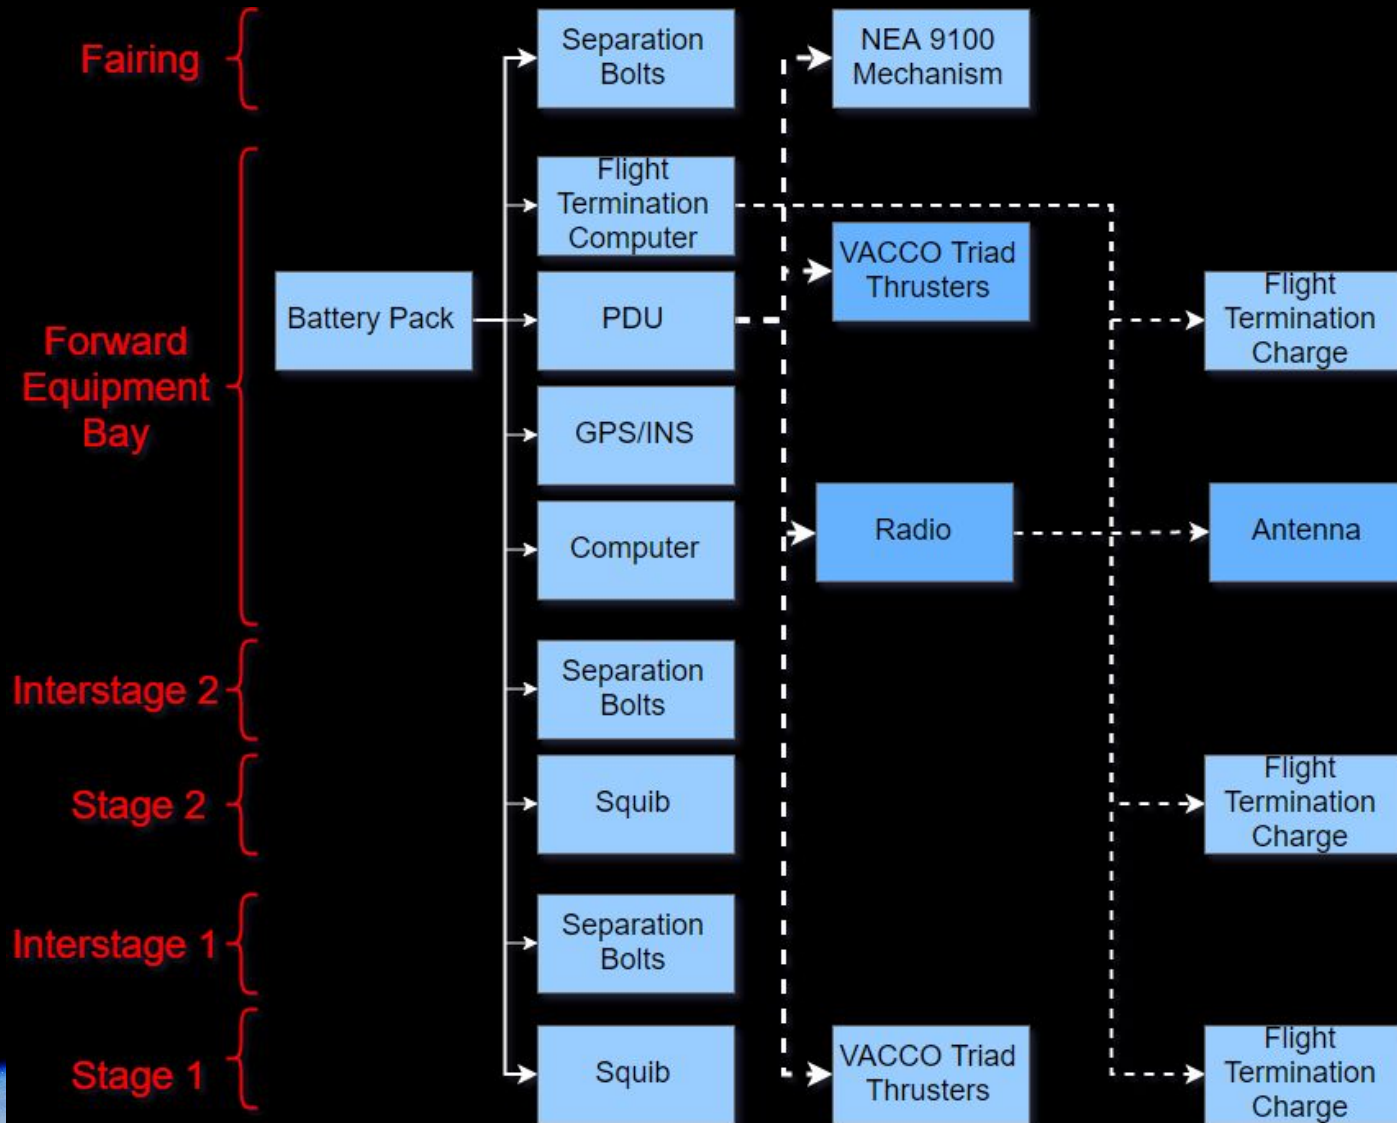 Fairing
Separation
Bolts
NEA 9100
Mechanism
Forward
Equipment
Bay
Battery Pack
Flight
Termination
Computer
PDU
GPS/INS
Computer
VACCO Triad
Thrusters
Radio
Flight
Termination
Charge
Antenna
Interstage 2
Separation
Bolts
Stage 2
Squib
Flight
Termination
Charge
Interstage 1
Separation
Bolts
Stage 1
Squib
VACCO Triad
Thrusters
Flight
Termination
Charge